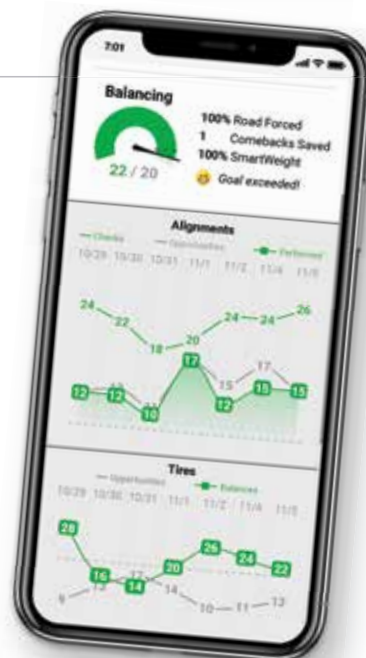 7:01
Balancing
100% Road Forced
1 Comebacks Saved
100% SmartWeight
22 / 20
Goal exceeded!
Alignments
Checks Opportunities Performed
10/29 10/30 10/31 11/1 11/2 11/4 11/5
24 22 18 20 24 24 26
15 17
12 12 10 17 12 15 15
Tires
Opportunities Balances
10/29 10/30 10/31 11/1 11/2 11/4 11/5
28 16 14 20 26 24 22
9 13 17 14 10 11 13